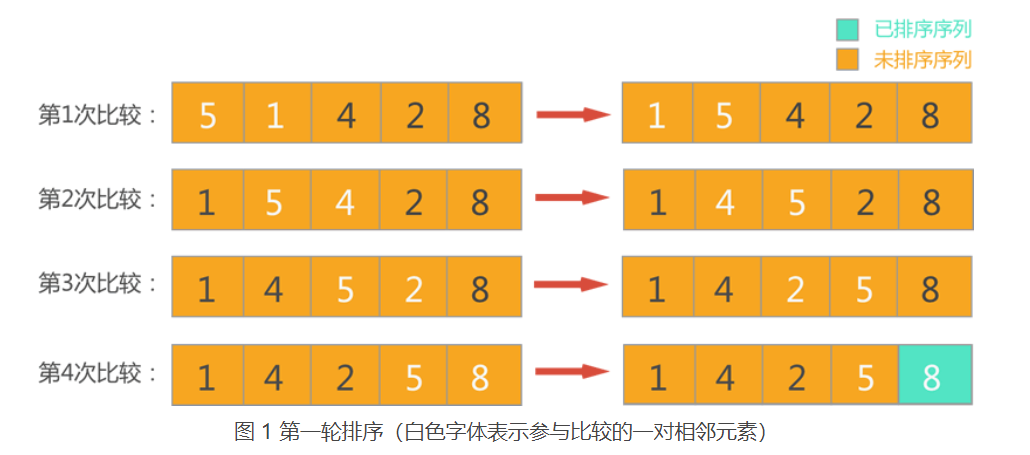 已排序序列
未排序序列
第1次比较： 5 1 4 2 8 1 5 4 2 8
第2次比较： 1 5 4 2 8 1 4 5 2 8
第3次比较： 1 4 5 2 8 1 4 2 5 8
第4次比较： 1 4 2 5 8 1 4 2 5 8
图 1 第一轮排序（白色字体表示参与比较的一对相邻元素）